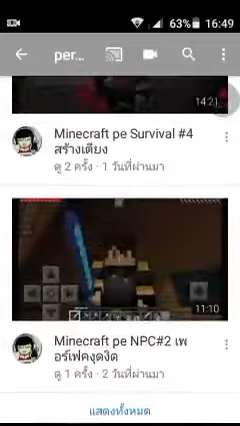 63% 16:49
per...
14:21
Minecraft pe Survival #4
สร้างเตียง
ดู 2 ครั้ง · 1 วันที่ผ่านมา
11:10
Minecraft pe NPC#2 เพ
อร์เฟคงุดงิด
ดู 1 ครั้ง · 2 วันที่ผ่านมา
แสดงทั้งหมด